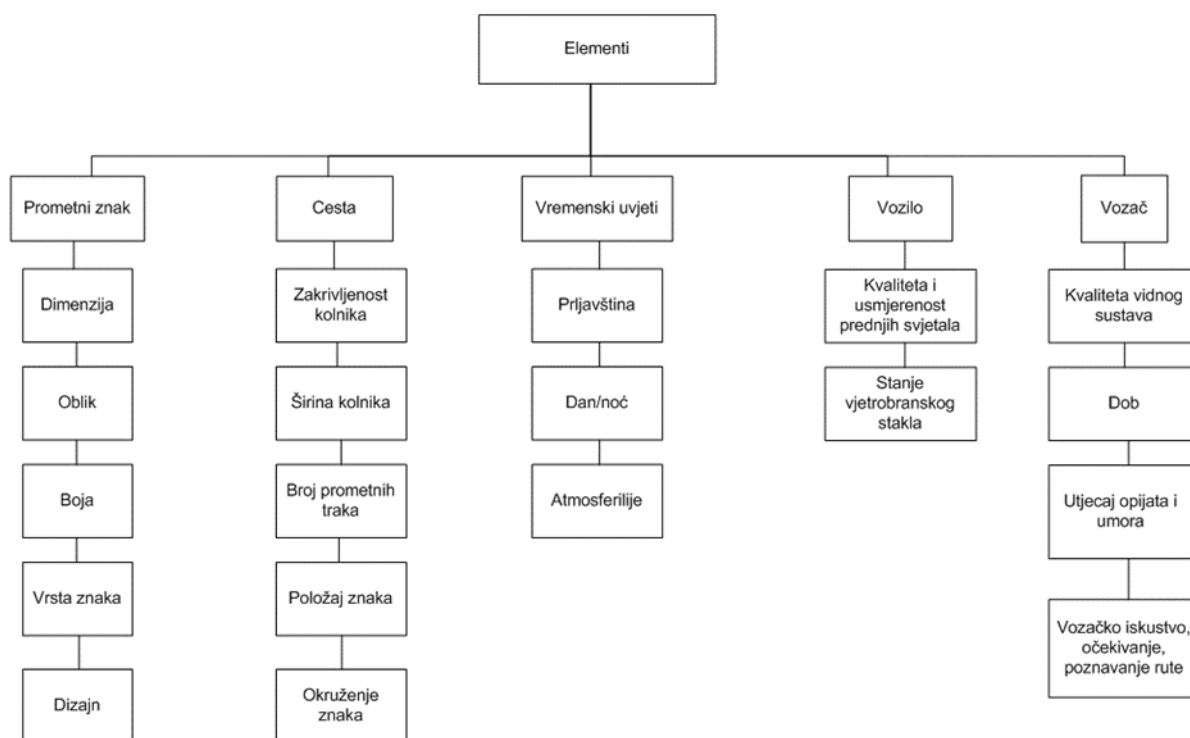 Elementi
Prometni znak
Cesta
Vremenski uvjeti
Vozilo
Vozač
Dimenzija
Zakrivljenost
kolnika
Prljavština
Kvaliteta i
usmjerenost
prednjih svjetala
Kvaliteta vidnog
sustava
Oblik
Širina kolnika
Dan/noć
Stanje
vjetrobranskog
stakla
Dob
Boja
Broj prometnih
traka
Atmosferilije
Utjecaj opijata i
umora
Vrsta znaka
Položaj znaka
Vozačko iskustvo,
očekivanje,
poznavanje rute
Dizajn
Okruženje
znaka